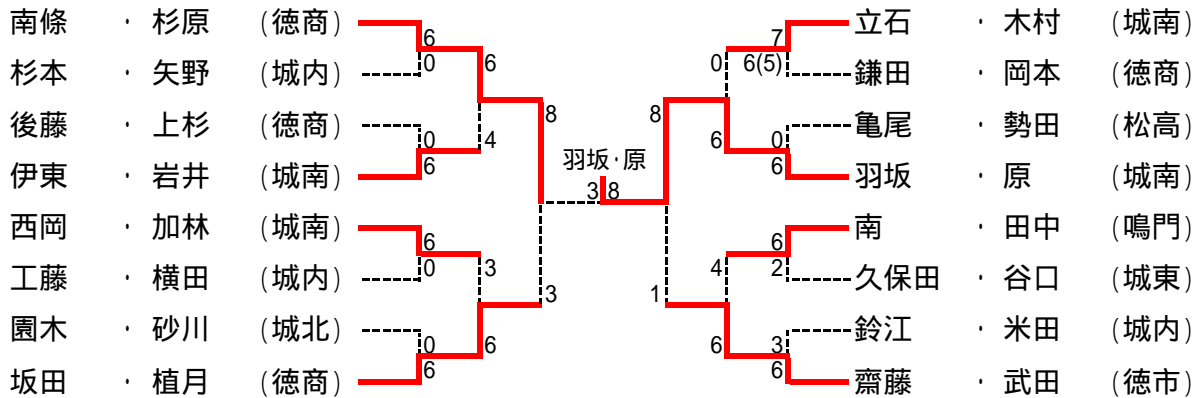 南條 · 杉原 (徳商)
杉本 · 矢野 (城内)
後藤 · 上杉 (徳商)
伊東 · 岩井 (城南)
西岡 · 加林 (城南)
工藤 · 横田 (城内)
園木 · 砂川 (城北)
坂田 · 植月 (徳商)
6
0
0
6
6
0
0
6
6
4
3
6
8
3
羽坂·原
3 8
8
1
0
6
4
6
7
6(5)
0
6
6
2
3
6
立石 · 木村 (城南)
鎌田 · 岡本 (徳商)
亀尾 · 勢田 (松高)
羽坂 · 原 (城南)
南 · 田中 (鳴門)
久保田 · 谷口 (城東)
鈴江 · 米田 (城内)
齋藤 · 武田 (徳市)